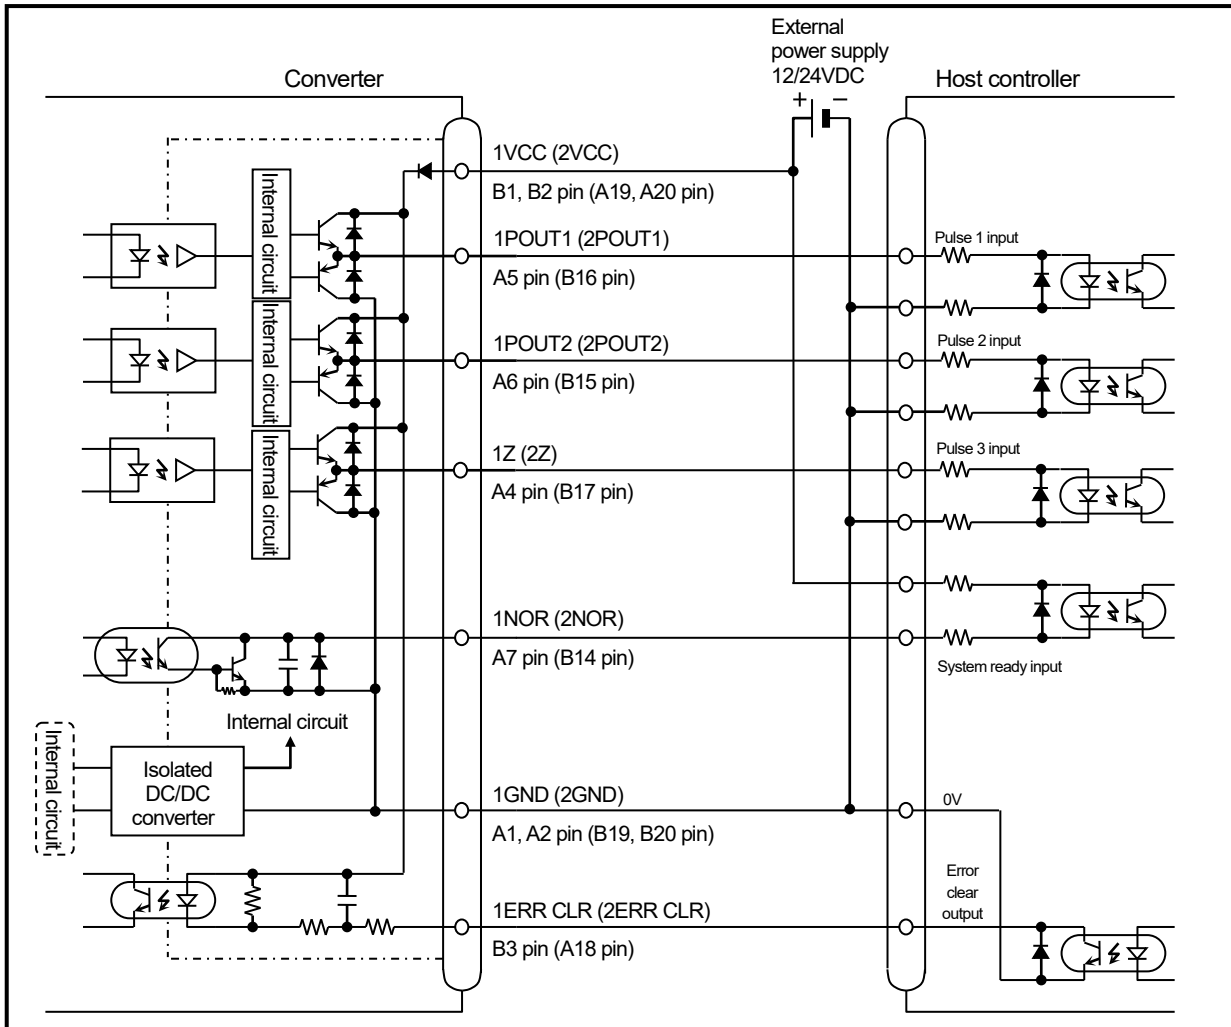 External
power supply
12/24VDC
Converter
Host controller
+ −
1VCC (2VCC)
B1, B2 pin (A19, A20 pin)
Internal circuit
1POUT1 (2POUT1)
A5 pin (B16 pin)
Pulse 1 input
Internal circuit
1POUT2 (2POUT2)
A6 pin (B15 pin)
Pulse 2 input
Internal circuit
1Z (2Z)
A4 pin (B17 pin)
Pulse 3 input
1NOR (2NOR)
A7 pin (B14 pin)
System ready input
Internal circuit
Internal circuit
Isolated
DC/DC
converter
1GND (2GND)
A1, A2 pin (B19, B20 pin)
0V
Error
clear
output
1ERR CLR (2ERR CLR)
B3 pin (A18 pin)